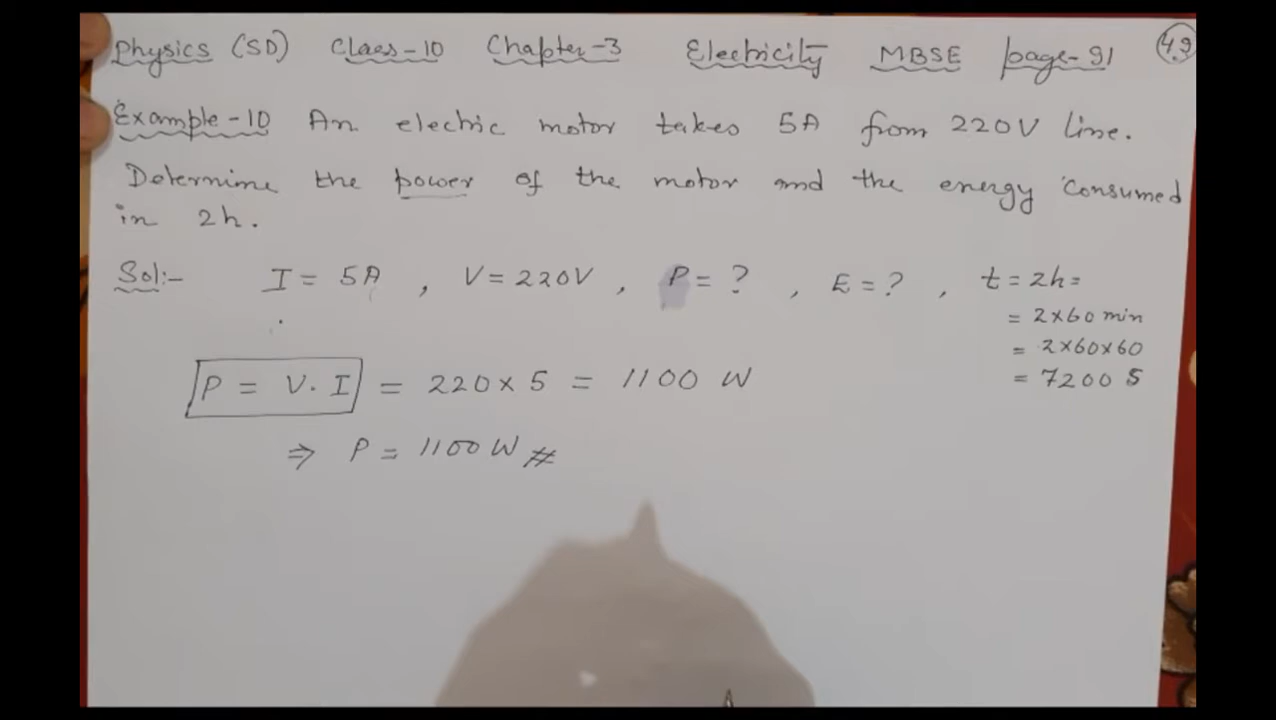 Physics (SD) Class-10 Chapter-3 Electricity MBSE page-91 49
Example-10 An electric motor takes 5A from 220V line.
Determine the power of the motor and the energy consumed
in 2h.
Sol:- I = 5A , V = 220V , P = ? , E = ? , t = 2h =
= 2×60 min
= 2×60×60
= 7200 S
P = V. I = 220 × 5 = 1100 W
⇒ P = 1100 W #